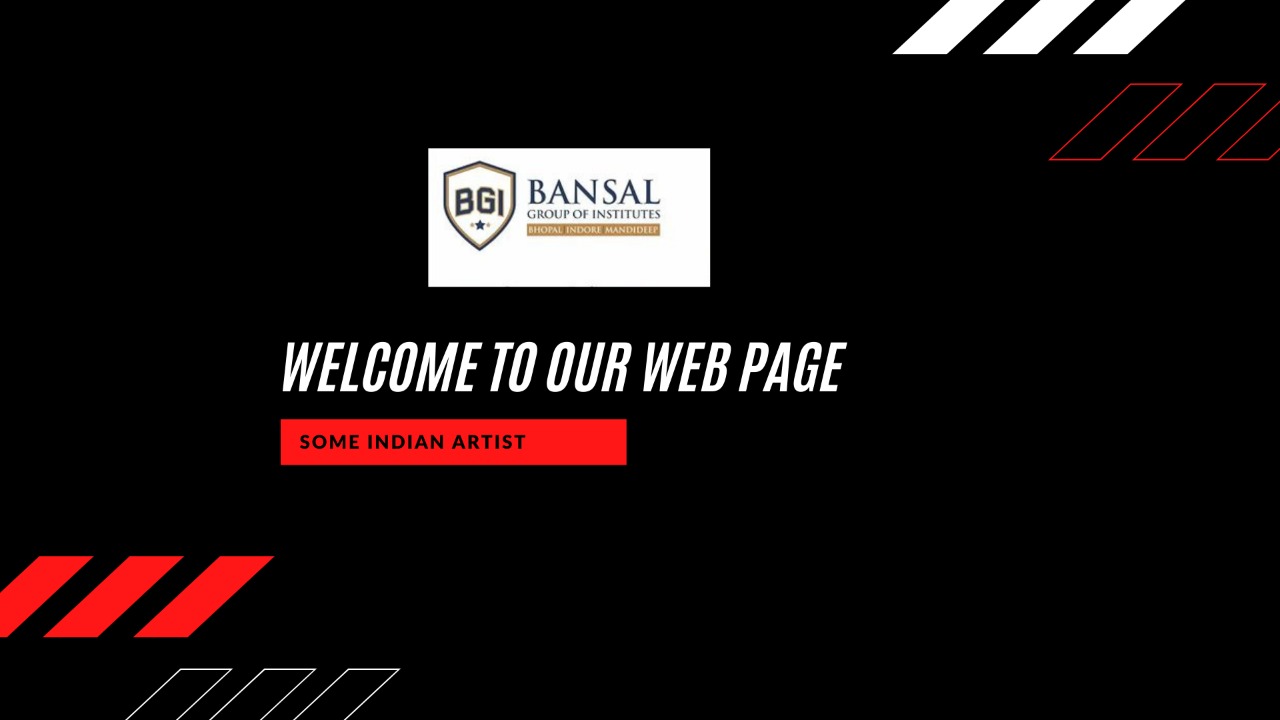 BGI
BANSAL
GROUP OF INSTITUTES
BHOPAL INDORE MANDIDEEP
WELCOME TO OUR WEB PAGE
SOME INDIAN ARTIST